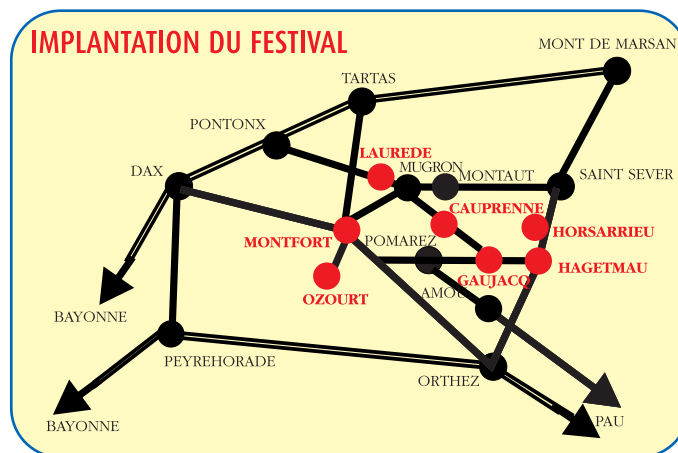 IMPLANTATION DU FESTIVAL
MONT DE MARSAN
TARTAS
PONTONX
LAUREDE
MUGRON
MONTAUT
DAX
SAINT SEVER
CAUPRENNE
HORSARRIEU
MONTFORT
POMAREZ
HAGETMAU
GAUJACQ
OZOURT
AMOU
BAYONNE
PEYREHORADE
ORTHEZ
BAYONNE
PAU